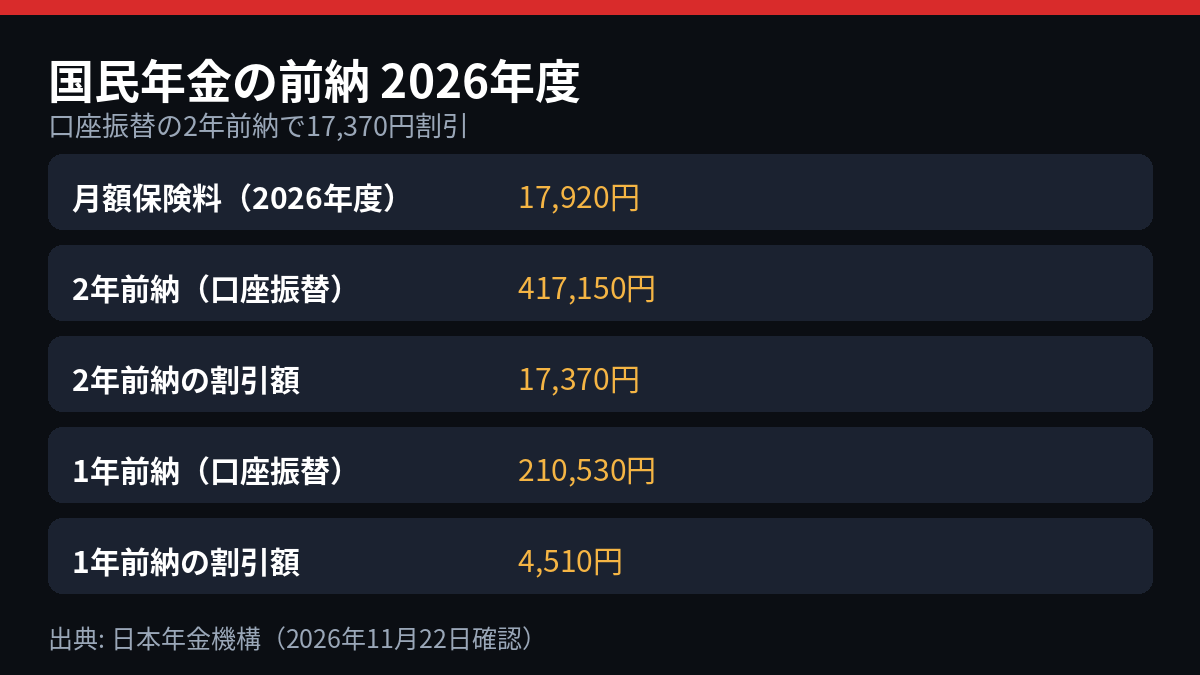 国民年金の前納 2026年度
口座振替の2年前納で17,370円割引
月額保険料（2026年度） 17,920円
2年前納（口座振替） 417,150円
2年前納の割引額 17,370円
1年前納（口座振替） 210,530円
1年前納の割引額 4,510円
出典: 日本年金機構（2026年11月22日確認）